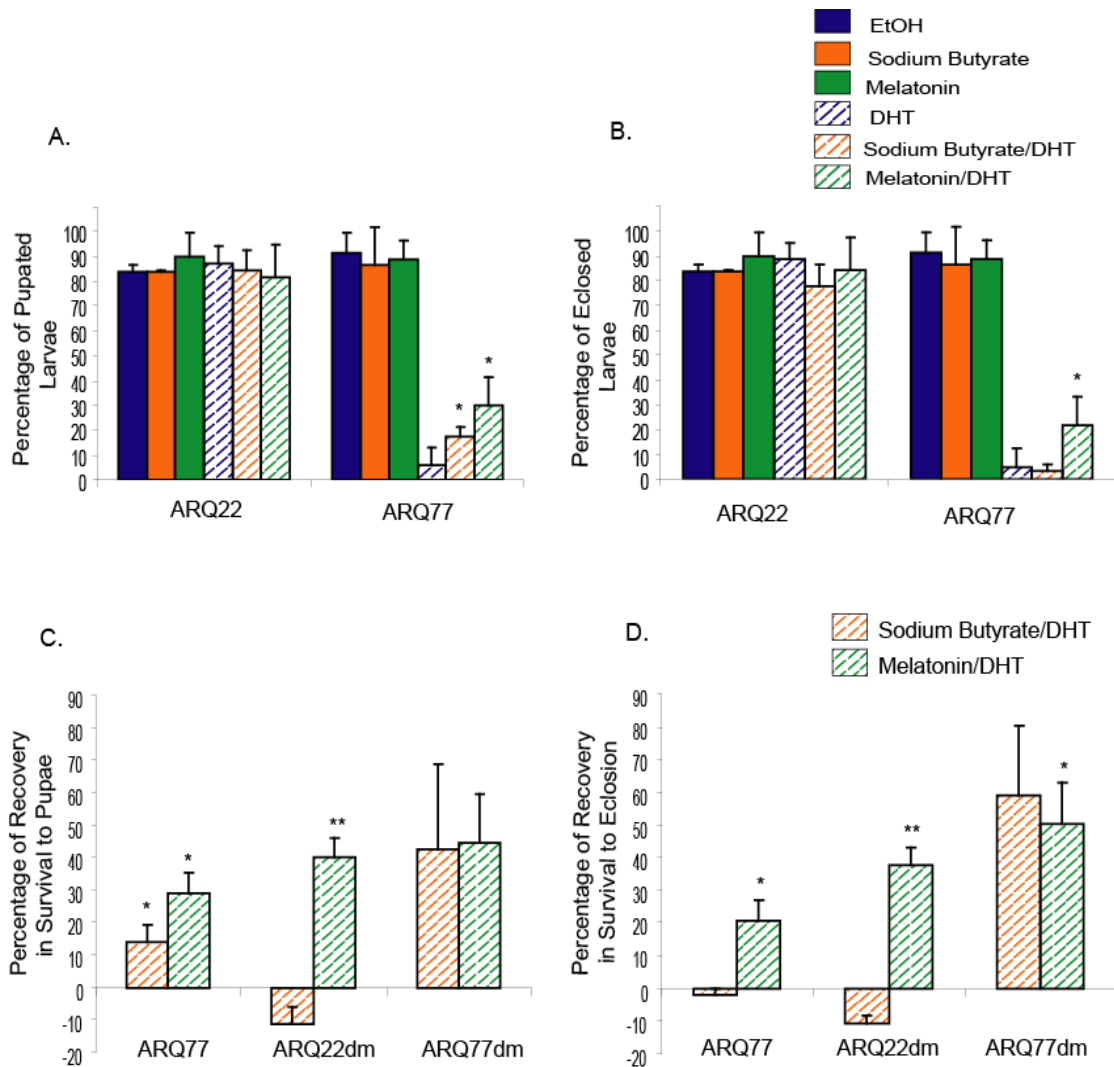 EtOH
Sodium Butyrate
Melatonin
DHT
Sodium Butyrate/DHT
Melatonin/DHT
A.
Percentage of Pupated
Larvae
100
90
80
70
60
50
40
30
20
10
0
*
*
ARQ22
ARQ77
B.
Percentage of Eclosed
Larvae
100
90
80
70
60
50
40
30
20
10
0
*
ARQ22
ARQ77
C.
Percentage of Recovery
in Survival to Pupae
90
80
70
60
50
40
30
20
10
0
-10
-20
*
*
**
ARQ77
ARQ22dm
ARQ77dm
D.
Sodium Butyrate/DHT
Melatonin/DHT
Percentage of Recovery
in Survival to Eclosion
90
80
70
60
50
40
30
20
10
0
-10
-20
*
**
*
ARQ77
ARQ22dm
ARQ77dm